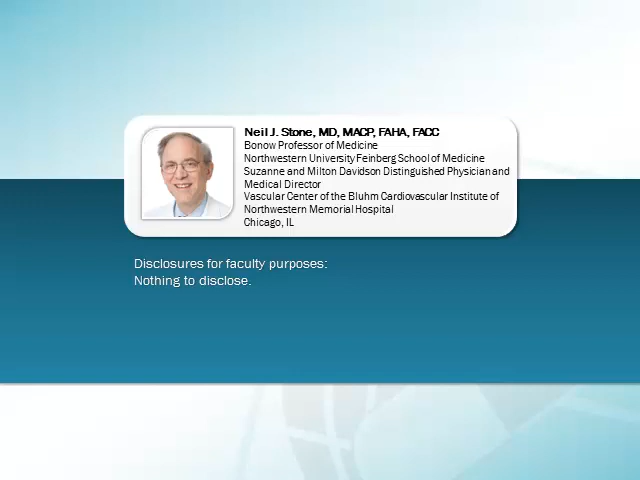 Neil J. Stone, MD, MACP, FAHA, FACC
Bonow Professor of Medicine
Northwestern University Feinberg School of Medicine
Suzanne and Milton Davidson Distinguished Physician and
Medical Director
Vascular Center of the Bluhm Cardiovascular Institute of
Northwestern Memorial Hospital
Chicago, IL
Disclosures for faculty purposes:
Nothing to disclose.